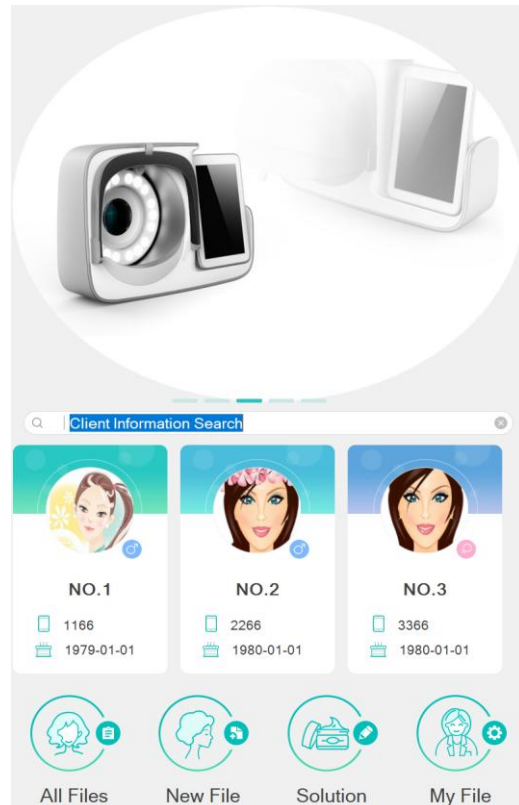 Client Information Search
NO.1
1166
1979-01-01
NO.2
2266
1980-01-01
NO.3
3366
1980-01-01
All Files
New File
Solution
My File